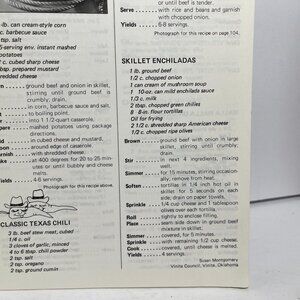 -lb. can cream-style corn
c. barbecue sauce
tsp. salt
5-serving env. instant mashed
potatoes
c. cubed sharp cheese
tbsp. prepared mustard
shredded cheese
ground beef and onion in skillet,
stirring until ground beef is
crumbly, drain.
in corn, barbecue sauce and salt.
to boiling point.
into 1 1/2-quart casserole.
mashed potatoes using package
directions.
in cubed cheese and mustard.
around edge of casserole.
with shredded cheese.
at 400 degrees for 20 to 25 min-
utes or until bubbly and cheese
melts.
4-6 servings.
Photograph for this recipe above.
CLASSIC TEXAS CHILI
3 lb. beef stew meat, cubed
1/4 c. oil
3 cloves of garlic, minced
4 to 6 tbsp. chili powder
2 tsp. salt
2 tsp. oregano
2 tsp. ground cumin
or until beef is tender.
Serve . . . . with rice and beans and garnish
with chopped onion.
Yields . . . . 6-8 servings.
Photograph for this recipe on page 104.
SKILLET ENCHILADAS
1 lb. ground beef
1/2 c. chopped onion
1 can cream of mushroom soup
1 10-oz. can mild enchilada sauce
1/3 c. milk
2 tbsp. chopped green chilies
8 8-in. flour tortillas
Oil for frying
2 1/2 c. shredded sharp American cheese
1/2 c. chopped ripe olives
Brown . . . . ground beef with onion in large
skillet, stirring until crumbly;
drain.
Stir . . . . in next 4 ingredients, mixing
well.
Simmer . . . . for 15 minutes, stirring occasion-
ally; remove from heat.
Soften . . . . tortillas in 1/4 inch hot oil in
skillet for 5 seconds on each
side; drain on paper towels.
Sprinkle . . . . 1/4 cup cheese and 1 tablespoon
olives over each tortilla.
Roll . . . . tightly to enclose filling.
Place . . . . seam side down in ground beef
mixture in skillet.
Simmer . . . . covered, for 5 minutes.
Sprinkle . . . . with remaining 1/2 cup cheese.
Cook . . . . covered, until cheese is melted.
Yields . . . . 4 servings.
Susan Montgomery
Vinita Council, Vinita, Oklahoma